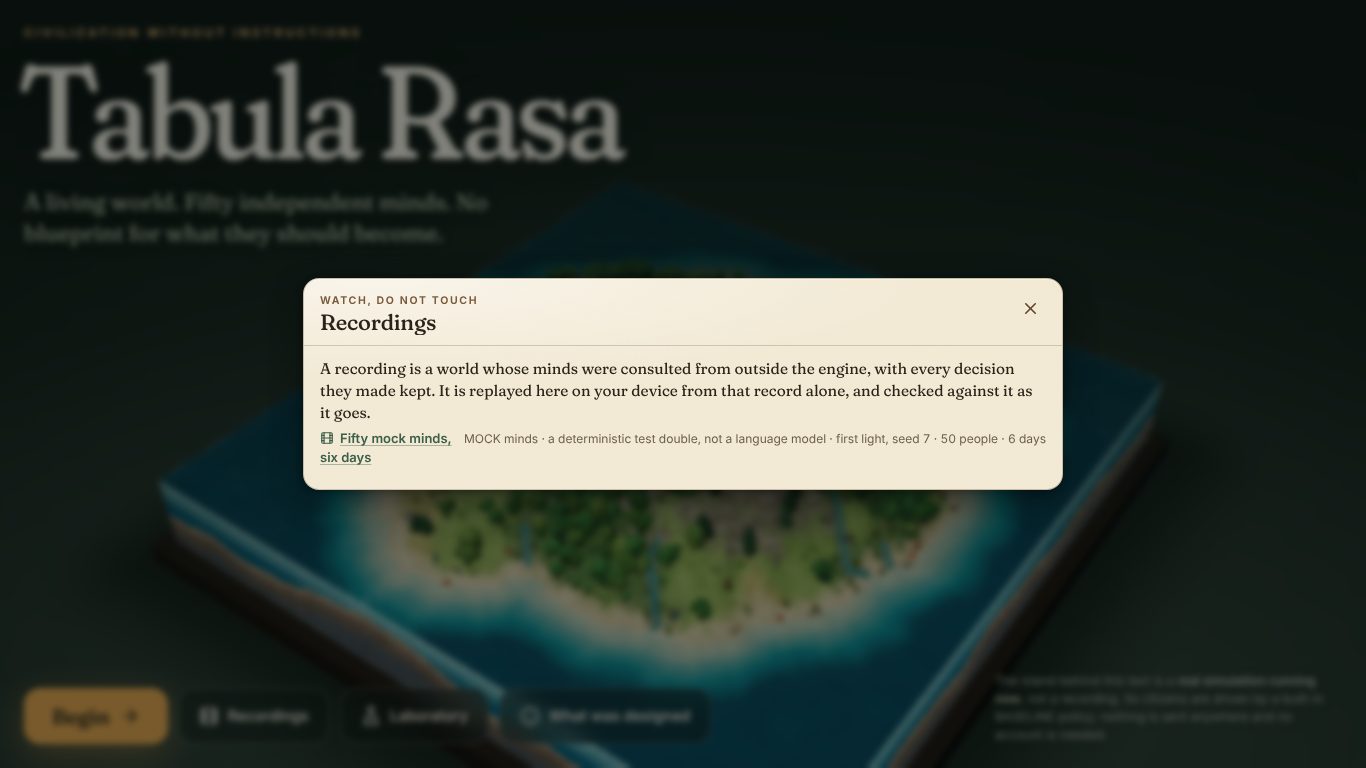 CIVILIZATION WITHOUT INSTRUCTIONS
Tabula Rasa
A living world. Fifty independent minds. No
blueprint for what they should become.
WATCH, DO NOT TOUCH
Recordings
A recording is a world whose minds were consulted from outside the engine, with every decision
they made kept. It is replayed here on your device from that record alone, and checked against it as
it goes.
Fifty mock minds, MOCK minds · a deterministic test double, not a language model · first light, seed 7 · 50 people · 6 days
six days
Begin
Recordings
Laboratory
What was designed